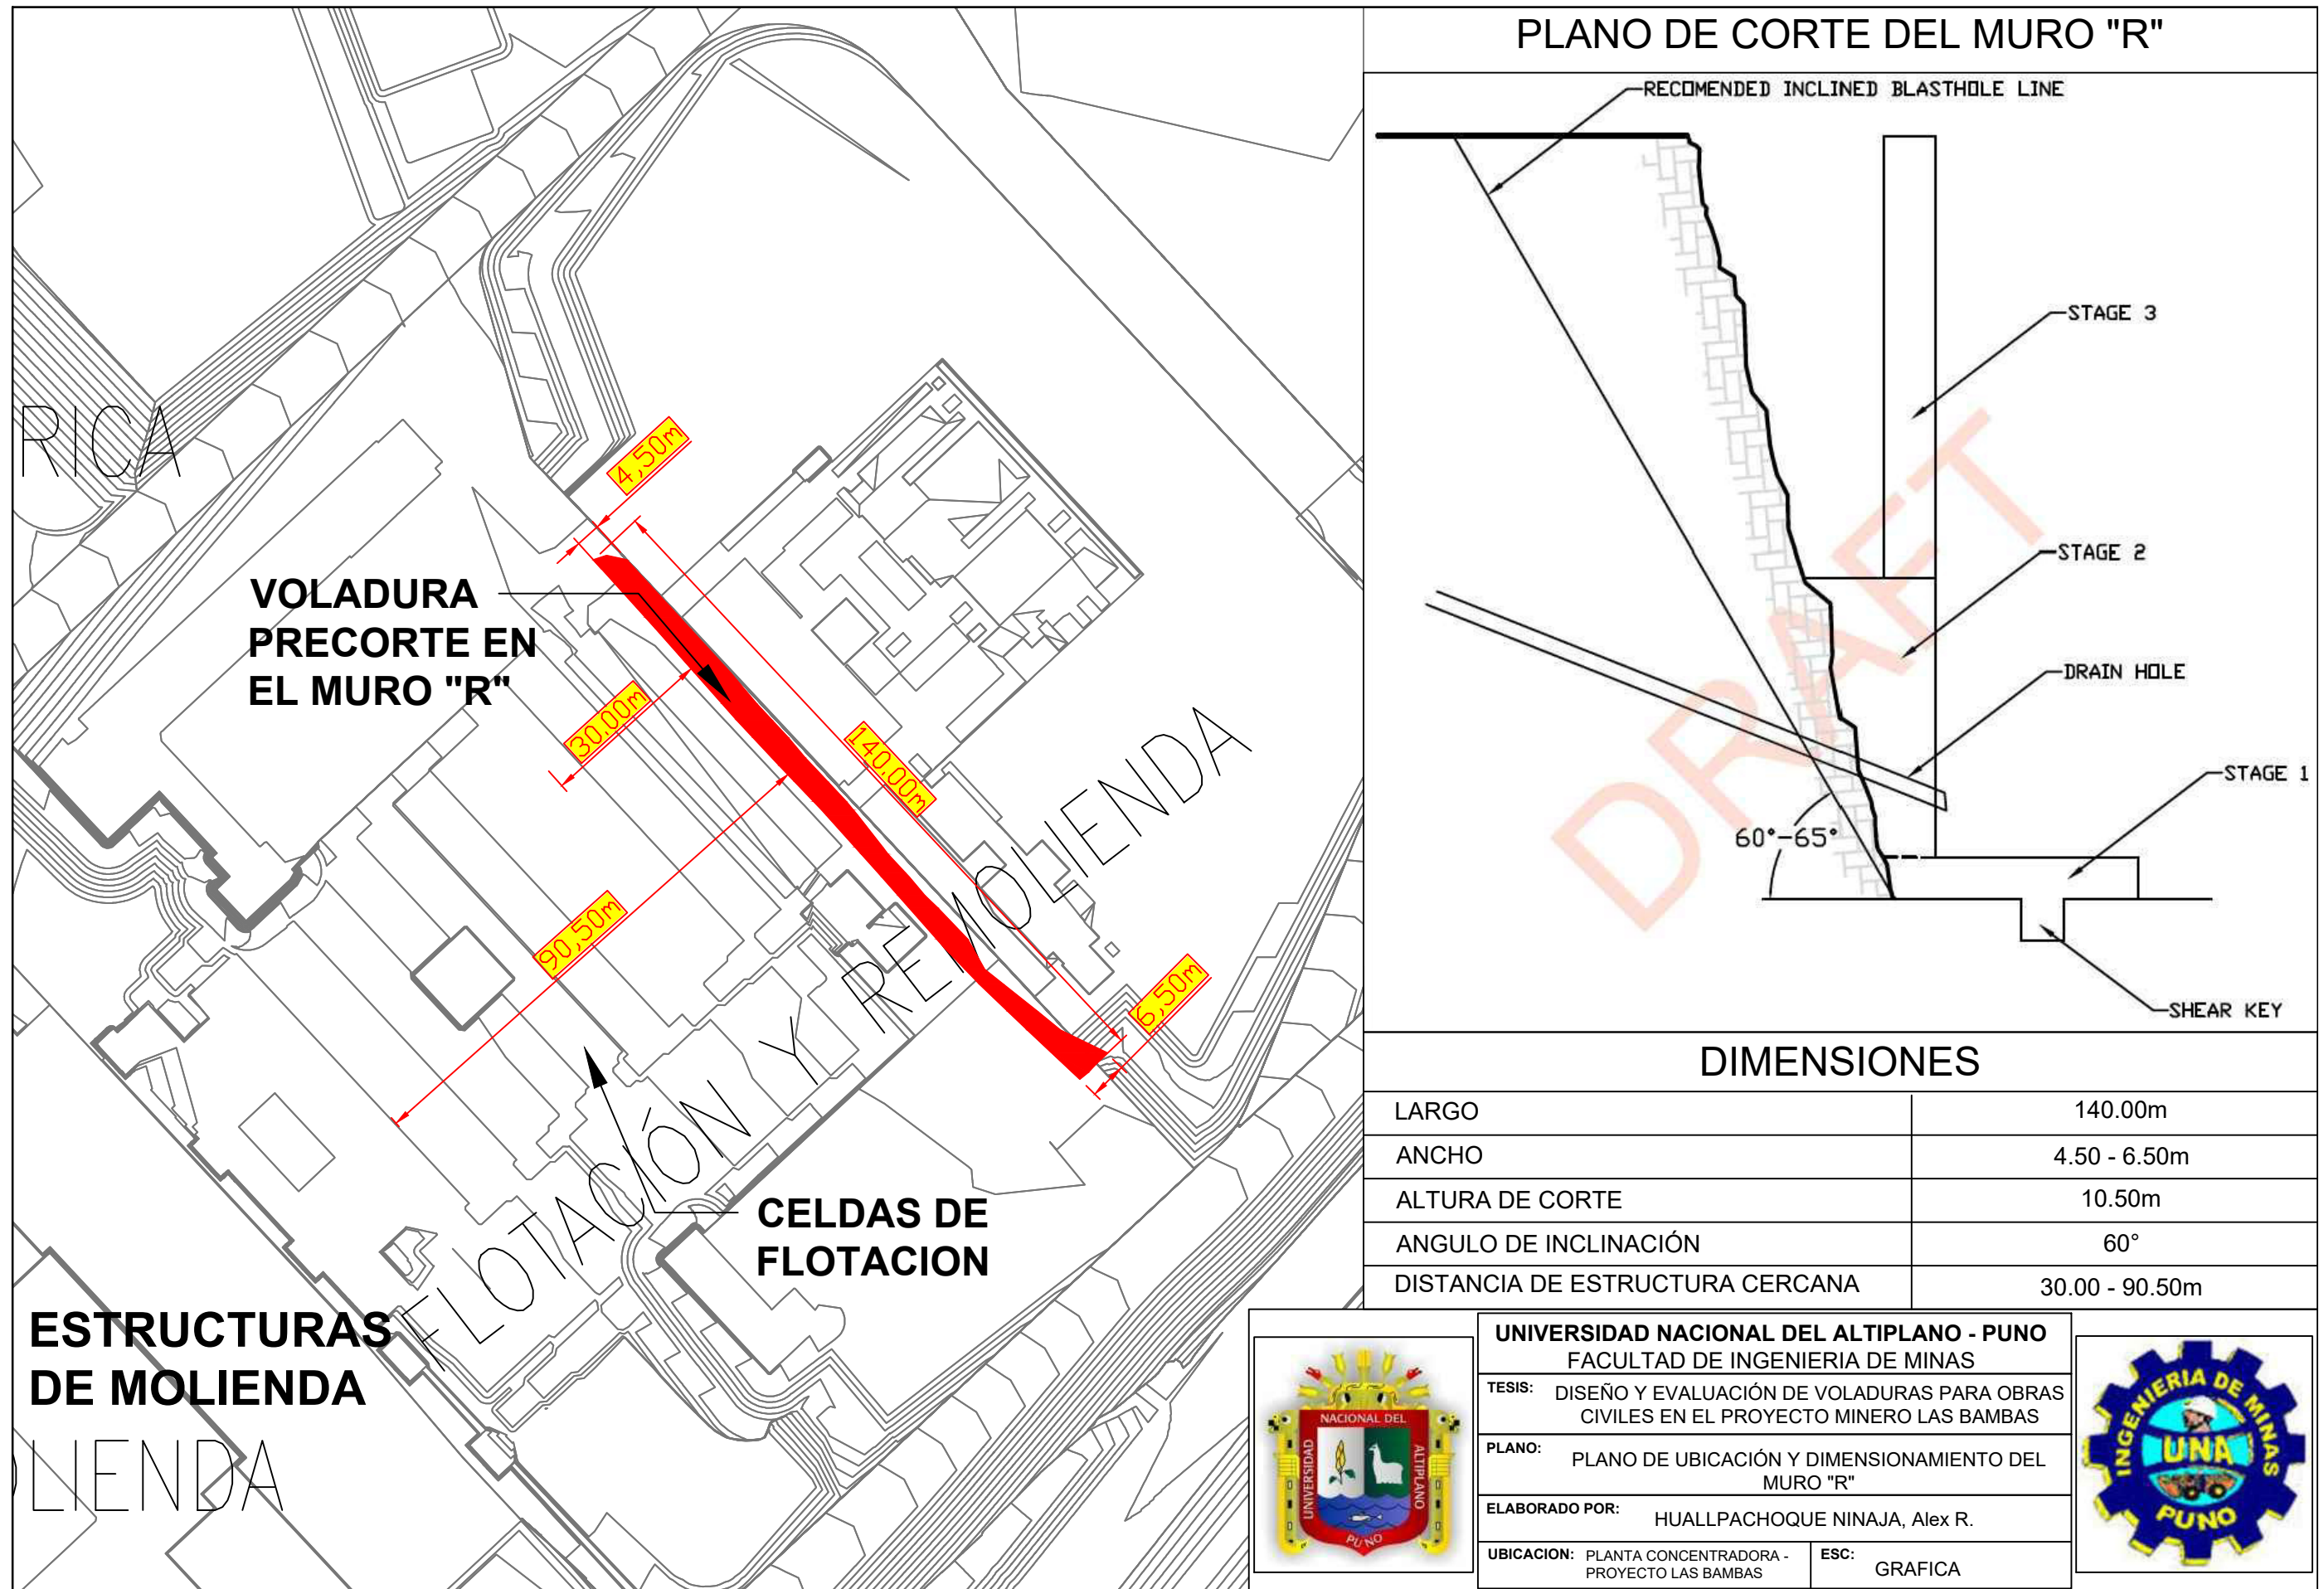 PLANO DE CORTE DEL MURO "R"
RECOMENDED INCLINED BLASTHOLE LINE
STAGE 3
STAGE 2
DRAIN HOLE
STAGE 1
60°-65°
SHEAR KEY
DRAFT
RICA
4,50m
VOLADURA
PRECORTE EN
EL MURO "R"
30,00m
140,00m
90,50m
6,50m
FLOTACIÓN Y REMOLIENDA
CELDAS DE
FLOTACION
ESTRUCTURAS
DE MOLIENDA
OLIENDA
DIMENSIONES
LARGO 140.00m
ANCHO 4.50 - 6.50m
ALTURA DE CORTE 10.50m
ANGULO DE INCLINACIÓN 60°
DISTANCIA DE ESTRUCTURA CERCANA 30.00 - 90.50m
UNIVERSIDAD NACIONAL DEL ALTIPLANO - PUNO
FACULTAD DE INGENIERIA DE MINAS
TESIS: DISEÑO Y EVALUACIÓN DE VOLADURAS PARA OBRAS
CIVILES EN EL PROYECTO MINERO LAS BAMBAS
PLANO: PLANO DE UBICACIÓN Y DIMENSIONAMIENTO DEL
MURO "R"
ELABORADO POR: HUALLPACHOQUE NINAJA, Alex R.
UBICACION: PLANTA CONCENTRADORA -
PROYECTO LAS BAMBAS
ESC: GRAFICA
UNIVERSIDAD
NACIONAL DEL
ALTIPLANO
PUNO
INGENIERIA DE MINAS
UNA
PUNO